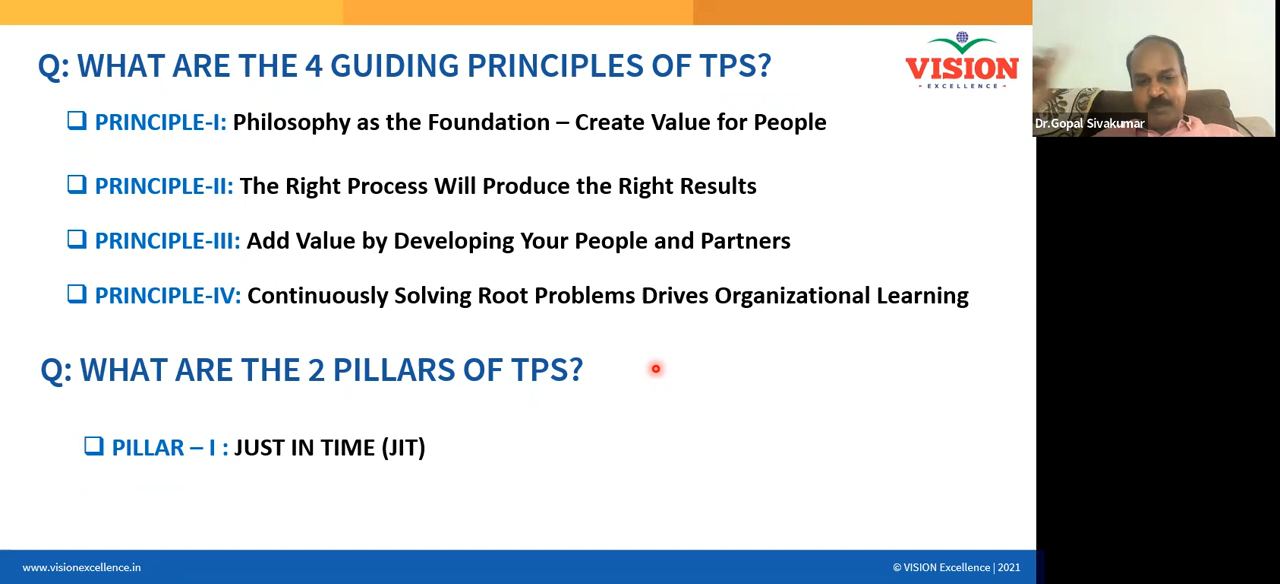 Q: WHAT ARE THE 4 GUIDING PRINCIPLES OF TPS?
VISION
- EXCELLENCE -
Dr.Gopal Sivakumar
PRINCIPLE-I: Philosophy as the Foundation – Create Value for People
PRINCIPLE-II: The Right Process Will Produce the Right Results
PRINCIPLE-III: Add Value by Developing Your People and Partners
PRINCIPLE-IV: Continuously Solving Root Problems Drives Organizational Learning
Q: WHAT ARE THE 2 PILLARS OF TPS?
PILLAR – I : JUST IN TIME (JIT)
www.visionexcellence.in
© VISION Excellence | 2021